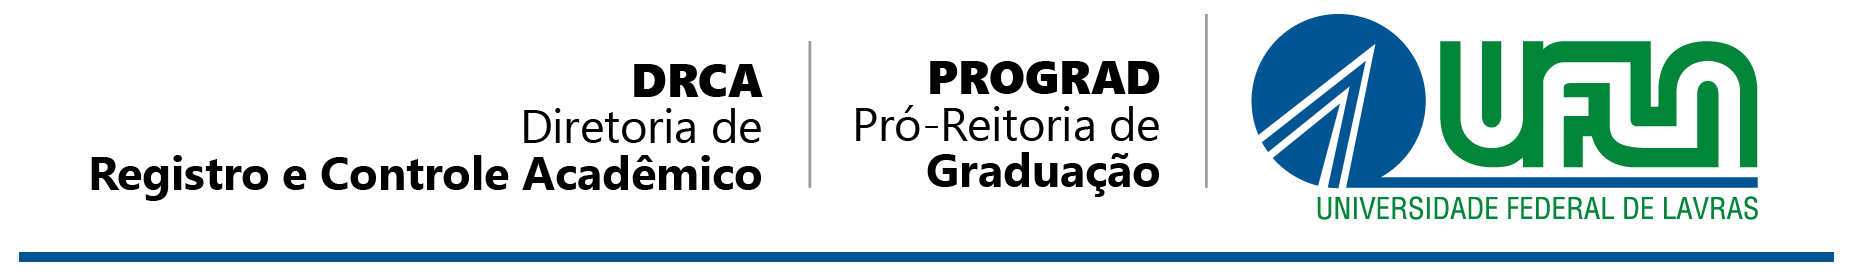 DRCA
Diretoria de
Registro e Controle Acadêmico
PROGRAD
Pró-Reitoria de
Graduação
UFLA
UNIVERSIDADE FEDERAL DE LAVRAS